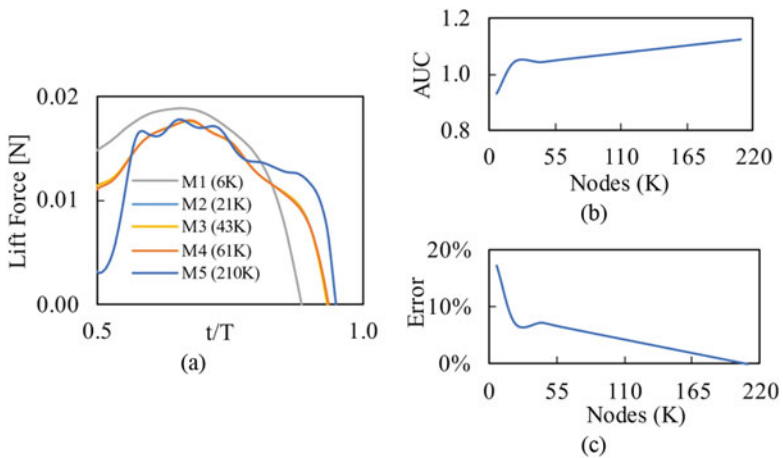 0.02
0.01
0.00
Lift Force [N]
M1 (6K)
M2 (21K)
M3 (43K)
M4 (61K)
M5 (210K)
0.5
t/T
1.0
(a)
1.2
1.0
0.8
AUC
0
55
110
165
220
Nodes (K)
(b)
20%
10%
0%
Error
0
55
110
165
220
Nodes (K)
(c)